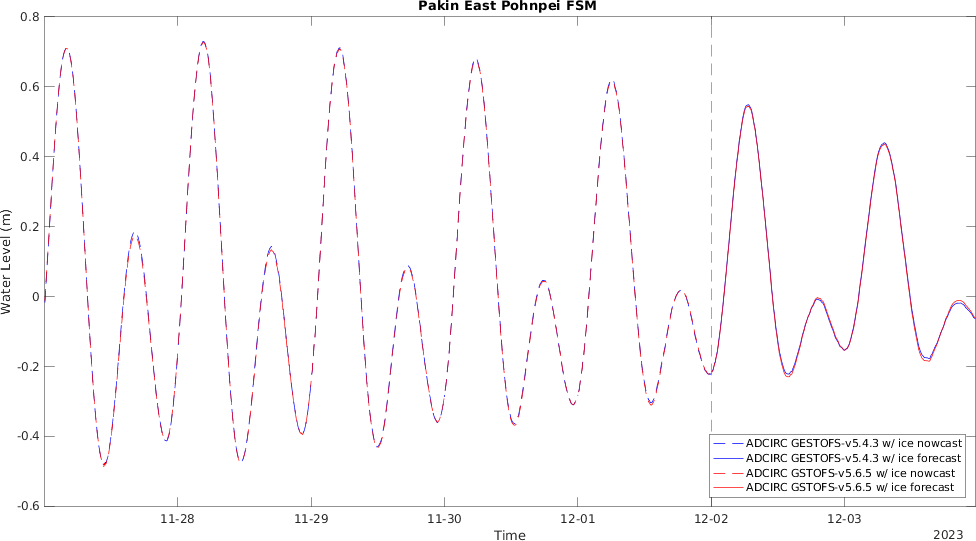 Pakin East Pohnpei FSM
Water Level (m)
0.8
0.6
0.4
0.2
0
-0.2
-0.4
-0.6
ADCIRC GESTOFS-v5.4.3 w/ ice nowcast
ADCIRC GESTOFS-v5.4.3 w/ ice forecast
ADCIRC GSTOFS-v5.6.5 w/ ice nowcast
ADCIRC GSTOFS-v5.6.5 w/ ice forecast
11-28 11-29 11-30 12-01 12-02 12-03
Time
2023